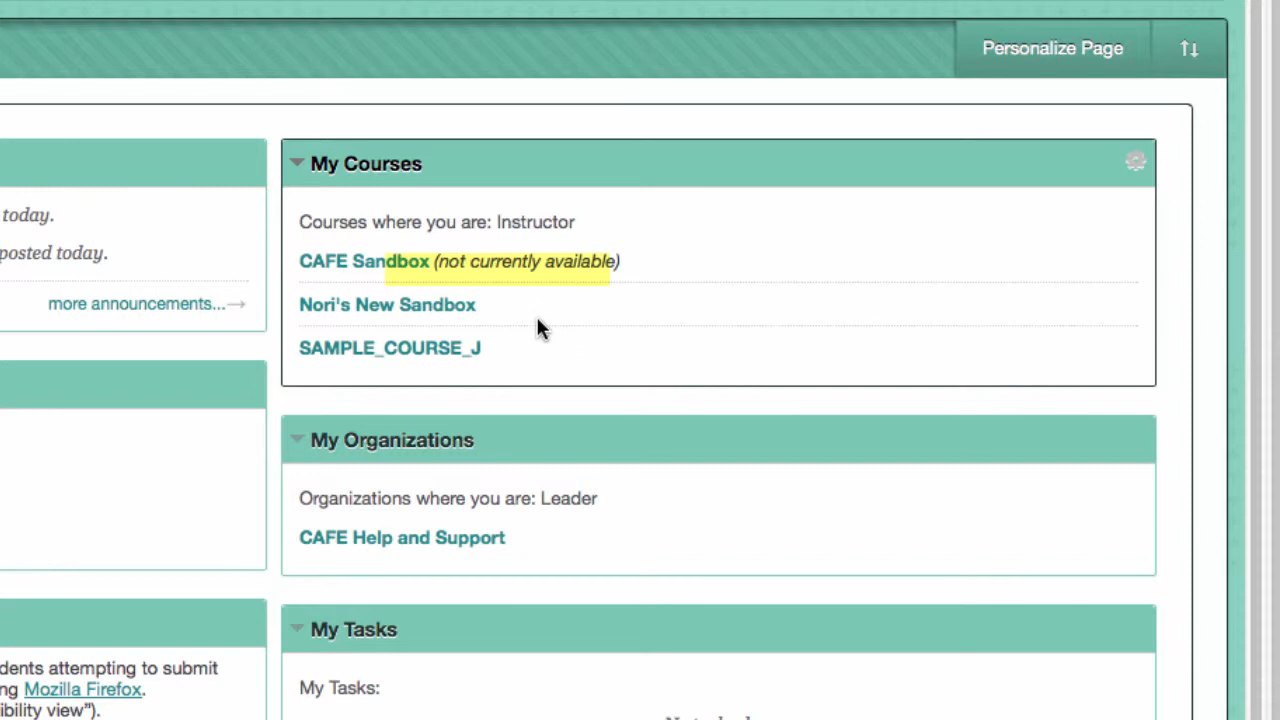 Personalize Page
today.
posted today.
more announcements...→
dents attempting to submit
ng Mozilla Firefox.
ibility view").
My Courses
Courses where you are: Instructor
CAFE Sandbox (not currently available)
Nori's New Sandbox
SAMPLE_COURSE_J
My Organizations
Organizations where you are: Leader
CAFE Help and Support
My Tasks
My Tasks: